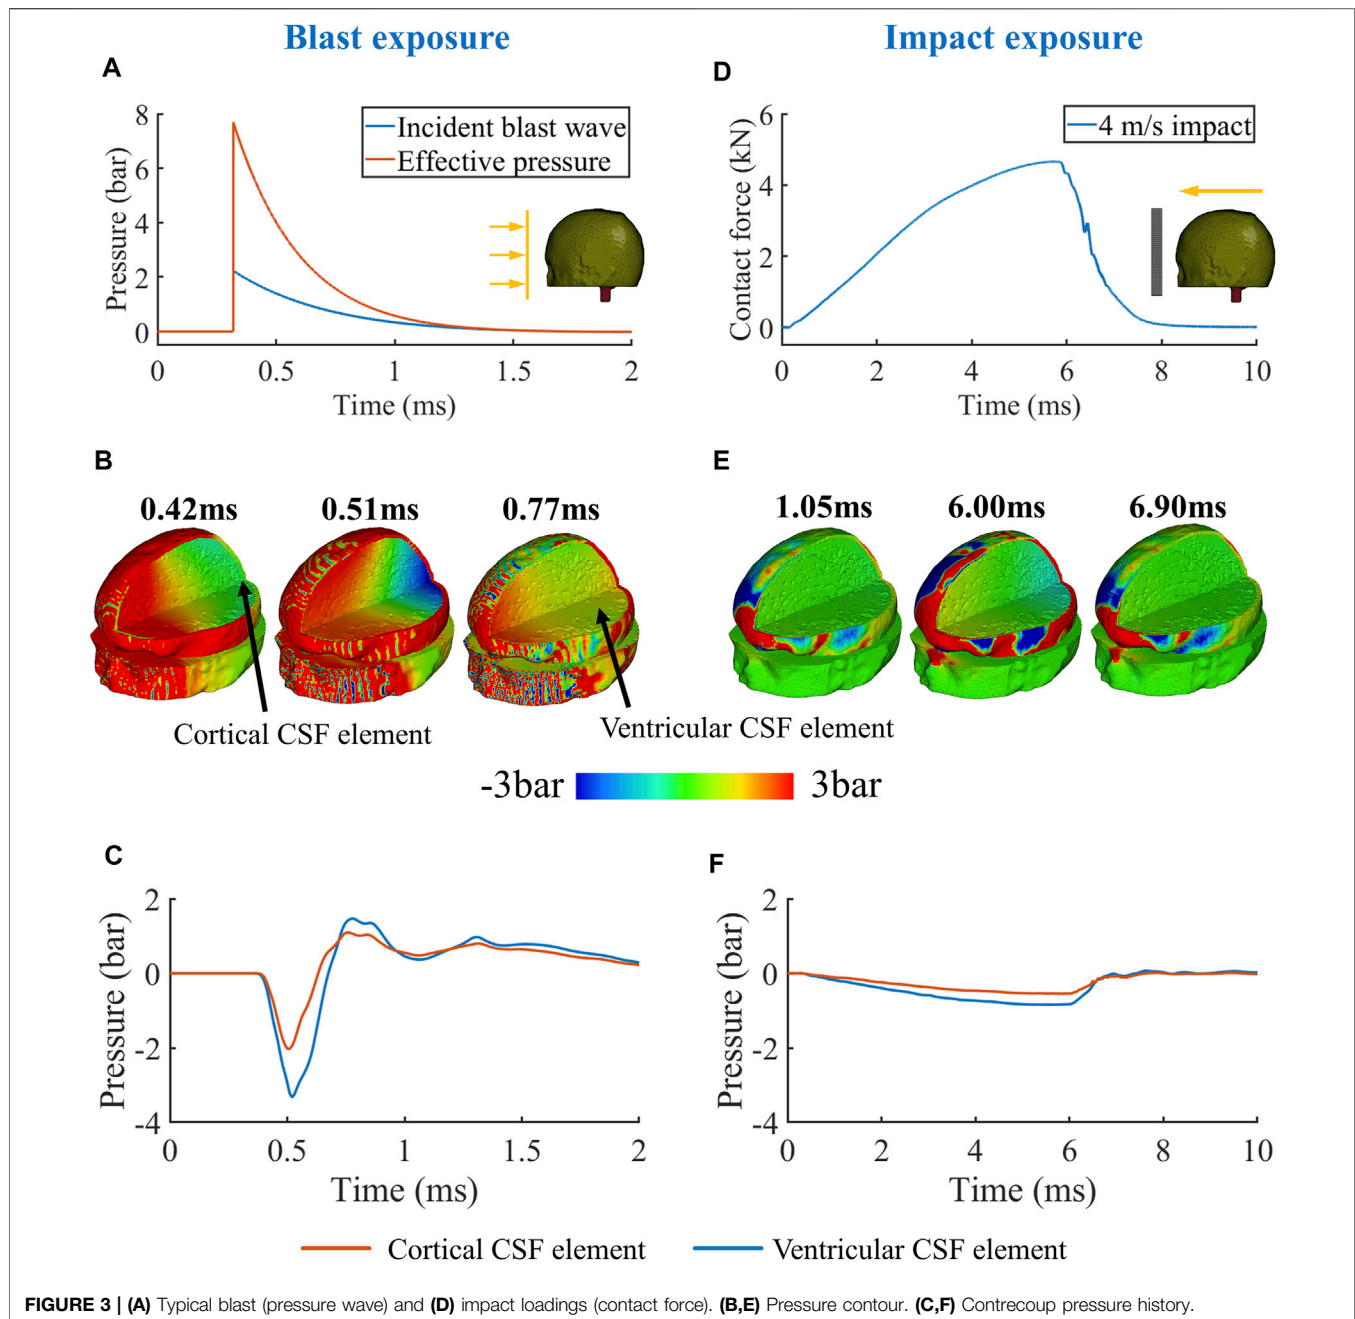 Blast exposure
A
Pressure (bar)
8
6
4
2
0
0
0.5
1
1.5
2
Time (ms)
Incident blast wave
Effective pressure
Impact exposure
D
Contact force (kN)
6
4
2
0
0
2
4
6
8
10
Time (ms)
4 m/s impact
B
0.42ms
0.51ms
0.77ms
Cortical CSF element
Ventricular CSF element
E
1.05ms
6.00ms
6.90ms
-3bar
3bar
C
Pressure (bar)
2
0
-2
-4
0
0.5
1
1.5
2
Time (ms)
F
Pressure (bar)
2
0
-2
-4
0
2
4
6
8
10
Time (ms)
Cortical CSF element
Ventricular CSF element
FIGURE 3 | (A) Typical blast (pressure wave) and (D) impact loadings (contact force). (B,E) Pressure contour. (C,F) Contrecoup pressure history.